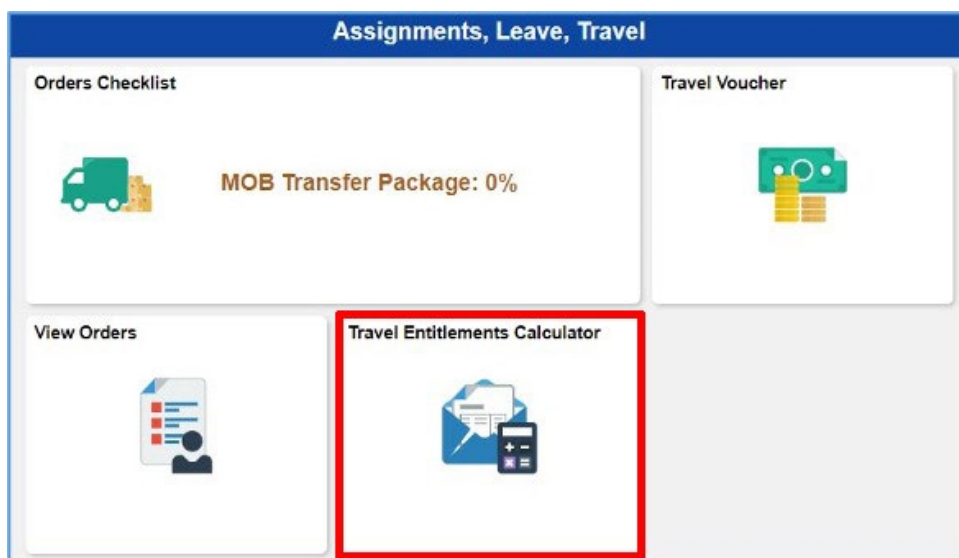 Assignments, Leave, Travel
Orders Checklist
MOB Transfer Package: 0%
Travel Voucher
View Orders
Travel Entitlements Calculator